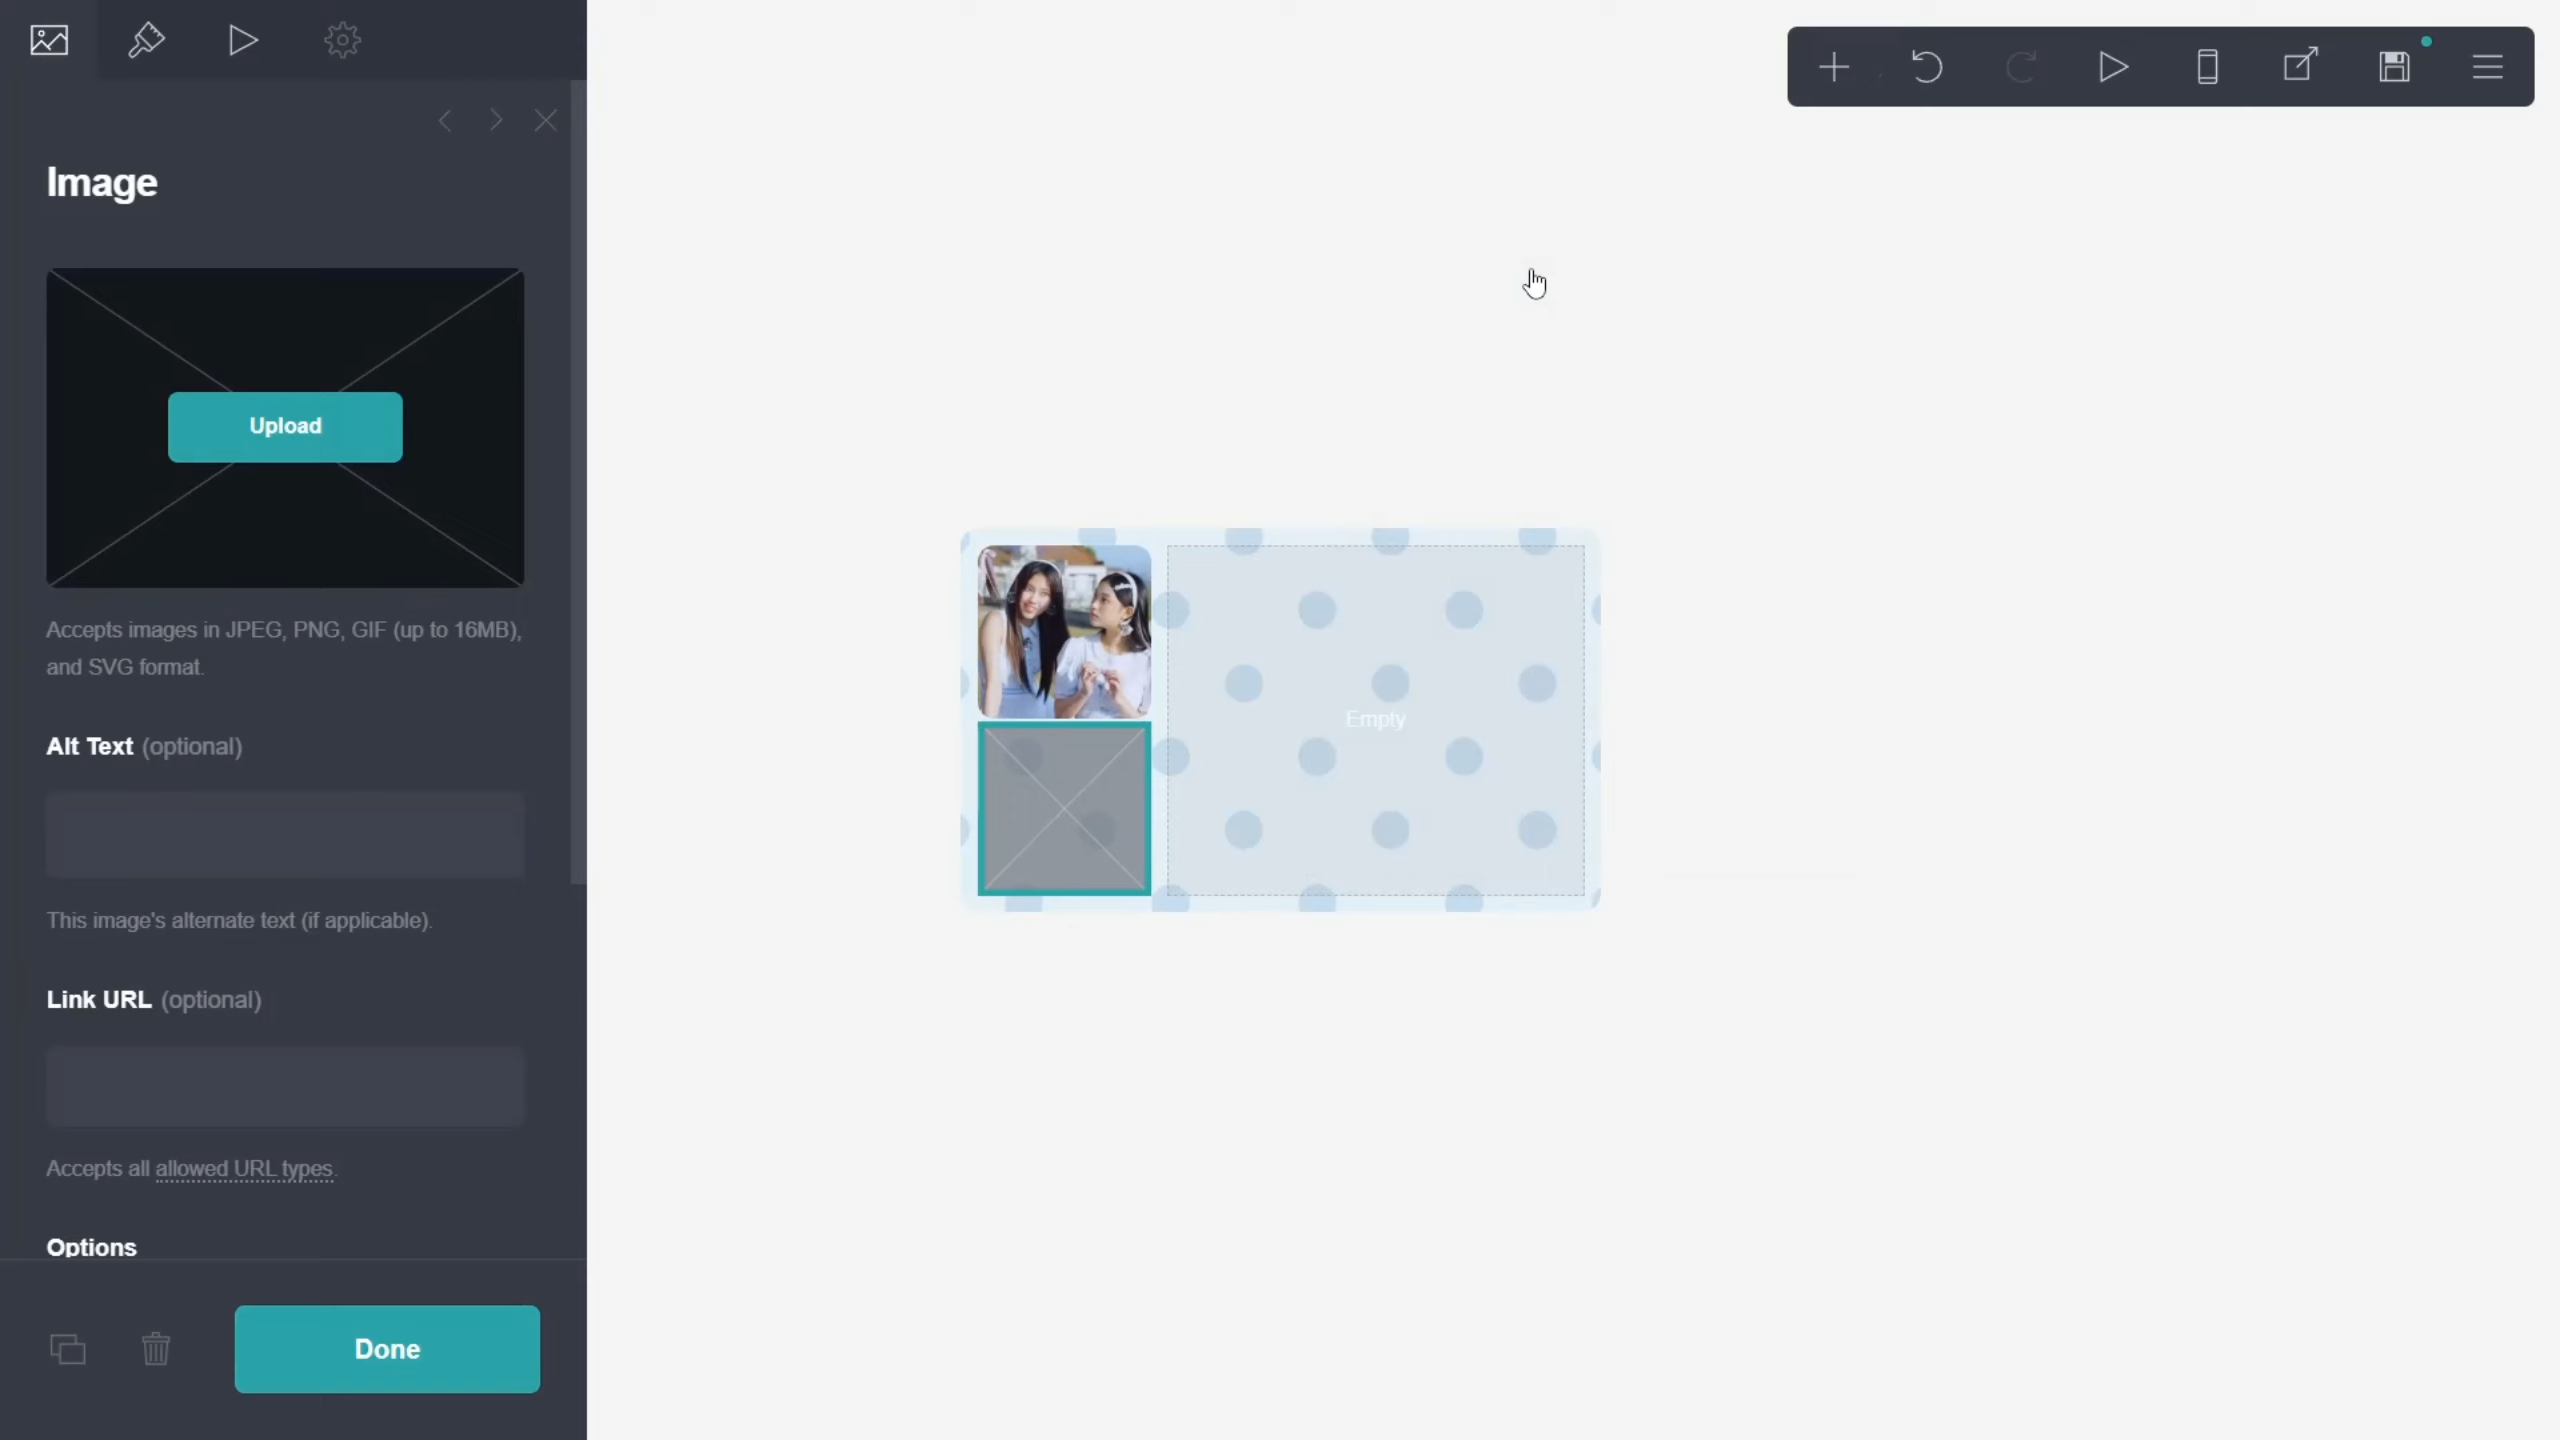 Image
Upload
Accepts images in JPEG, PNG, GIF (up to 16MB),
and SVG format.
Alt Text (optional)
This image's alternate text (if applicable).
Link URL (optional)
Accepts all allowed URL types.
Options
Done
Empty